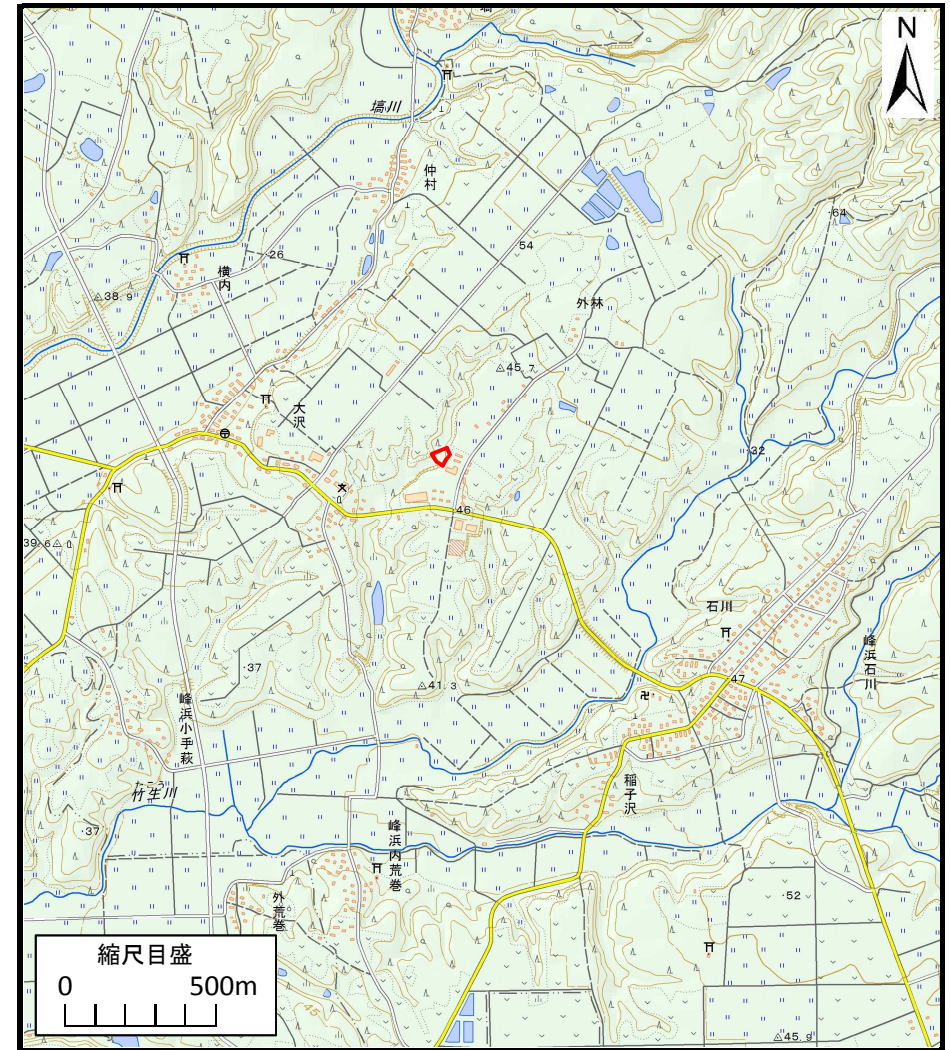 塙
N
塙川
仲村
64
54
26
横内
38.9
外林
45.7
大沢
32
文
46
39.6
石川
峰浜石川
37
41.3
47
峰浜小手萩
竹生川
稲子沢
37
峰浜内荒巻
外荒巻
52
縮尺目盛
0 500m
45
45.9